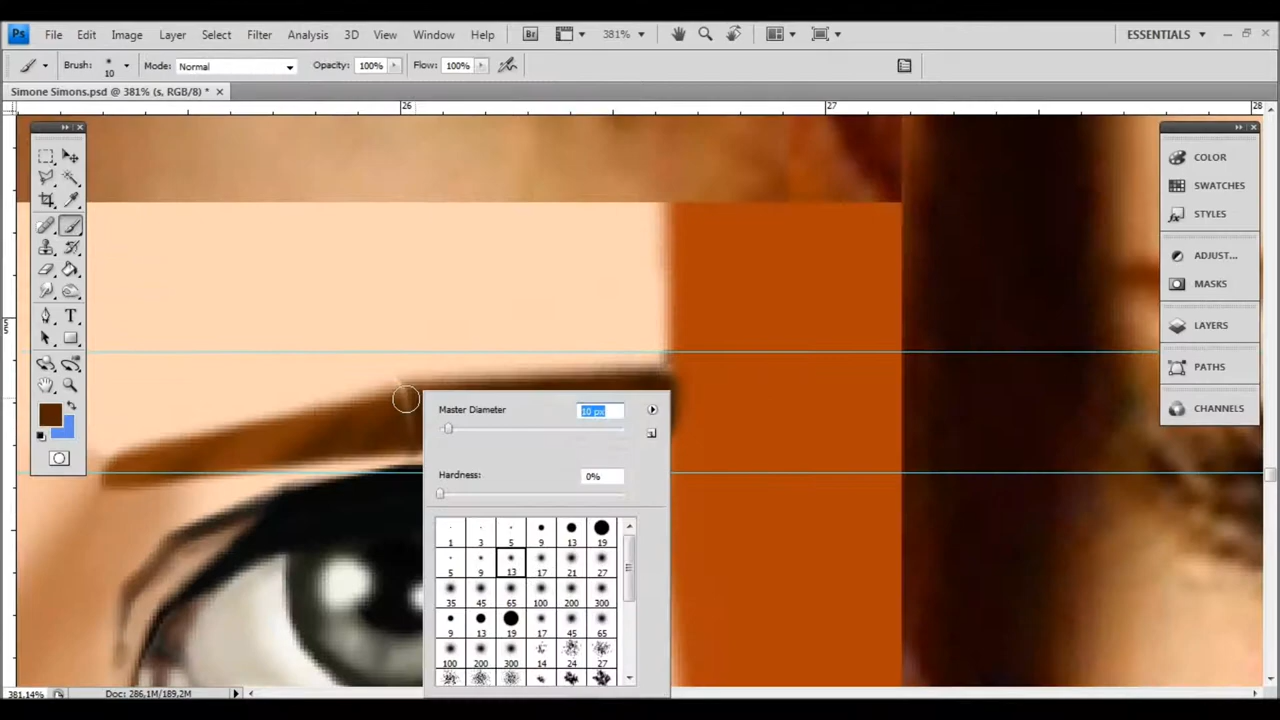 Ps File Edit Image Layer Select Filter Analysis 3D View Window Help Br 381% ESSENTIALS
Brush: 10 Mode: Normal Opacity: 100% Flow: 100%
Simone Simons.psd @ 381% (s, RGB/8) *
26 27 28
COLOR
SWATCHES
STYLES
ADJUST...
MASKS
LAYERS
PATHS
CHANNELS
5
Master Diameter 10 px
Hardness: 0%
1 3 5 9 13 19
5 9 13 17 21 27
35 45 65 100 200 300
9 13 19 17 45 65
100 200 300 14 24 27
381.14% Doc: 286,1M/189,2M